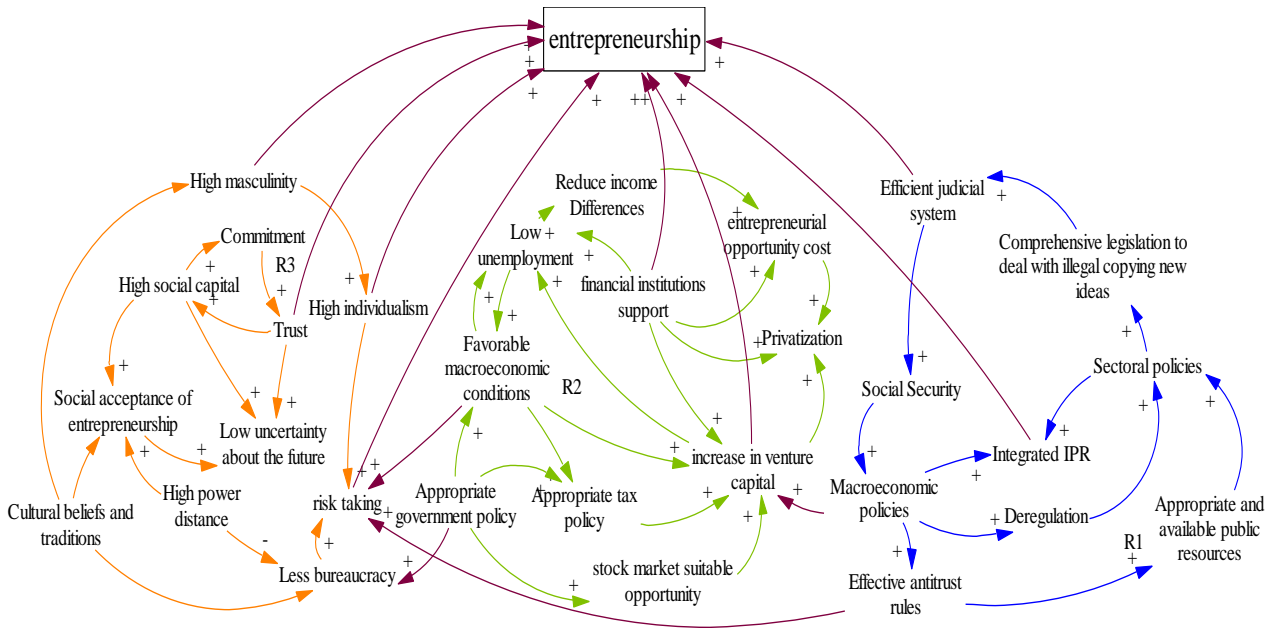 entrepreneurship
+
+
+
+
++
+
+
High masculinity
Reduce income
Differences
Efficient judicial
system
+
+
entrepreneurial
opportunity cost
Commitment
Low +
unemployment
+
Comprehensive legislation to
deal with illegal copying new
ideas
R3
+
High social capital
+
+
+
High individualism
financial institutions
support
+
+
+
+
+
Trust
Privatization
+
+
Favorable
macroeconomic
conditions
+
Sectoral policies
+
+
R2
+
Social Security
+
+
Social acceptance of
entrepreneurship
+
+
Low uncertainty
about the future
+
+
+
+
+
increase in venture
capital
+
+
Integrated IPR
+
High power
distance
Cultural beliefs and
traditions
+
+
risk taking
+
Appropriate
government policy
+
Appropriate tax
policy
+
+
+
Macroeconomic
policies
+
Deregulation
Appropriate and
available public
resources
-
+
+
R1
+
+
Less bureaucracy
+
stock market suitable
opportunity
Effective antitrust
rules